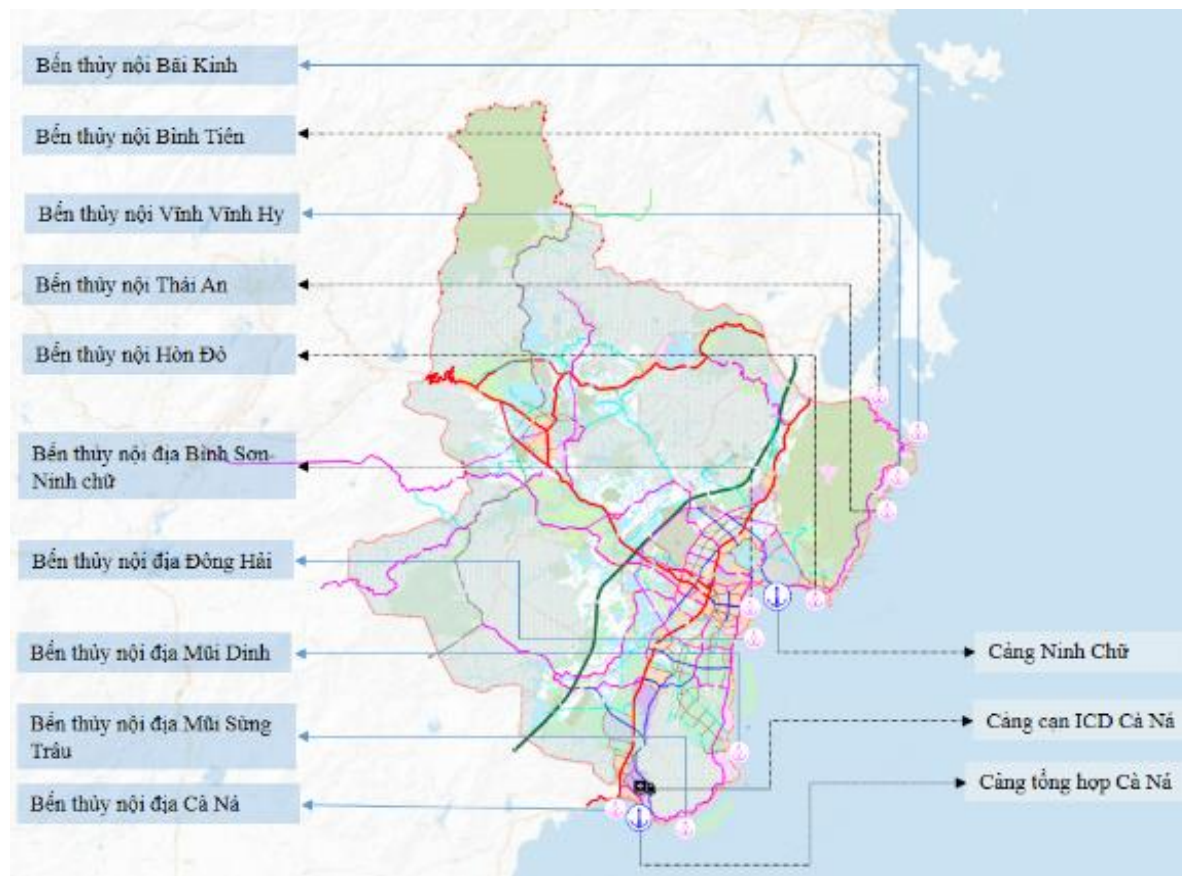 Bến thủy nội Bãi Kinh
Bến thủy nội Bình Tiên
Bến thủy nội Vĩnh Vĩnh Hy
Bến thủy nội Thái An
Bến thủy nội Hòn Đỏ
Bến thủy nội địa Bình Sơn-
Ninh chữ
Bến thủy nội địa Đông Hải
Bến thủy nội địa Mũi Dinh
Bến thủy nội địa Mũi Sừng
Trâu
Bến thủy nội địa Cà Ná
Cảng Ninh Chữ
Cảng cạn ICD Cà Ná
Cảng tổng hợp Cà Ná